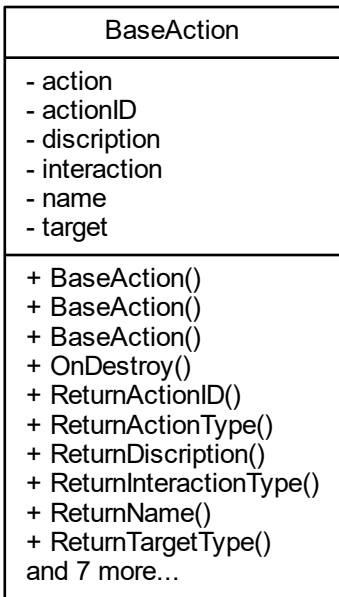 BaseAction
- action
- actionID
- discription
- interaction
- name
- target
+ BaseAction()
+ BaseAction()
+ BaseAction()
+ OnDestroy()
+ ReturnActionID()
+ ReturnActionType()
+ ReturnDiscription()
+ ReturnInteractionType()
+ ReturnName()
+ ReturnTargetType()
and 7 more...